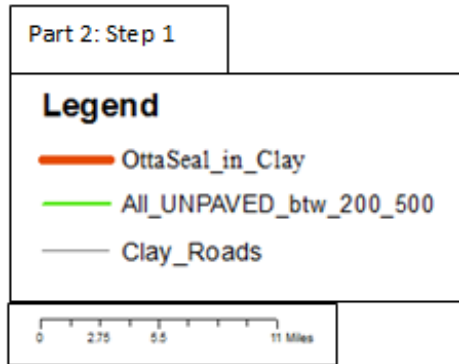 Part 2: Step 1
Legend
OttaSeal_in_Clay
All_UNPAVED_btw_200_500
Clay_Roads
0 2.75 5.5 11 Miles